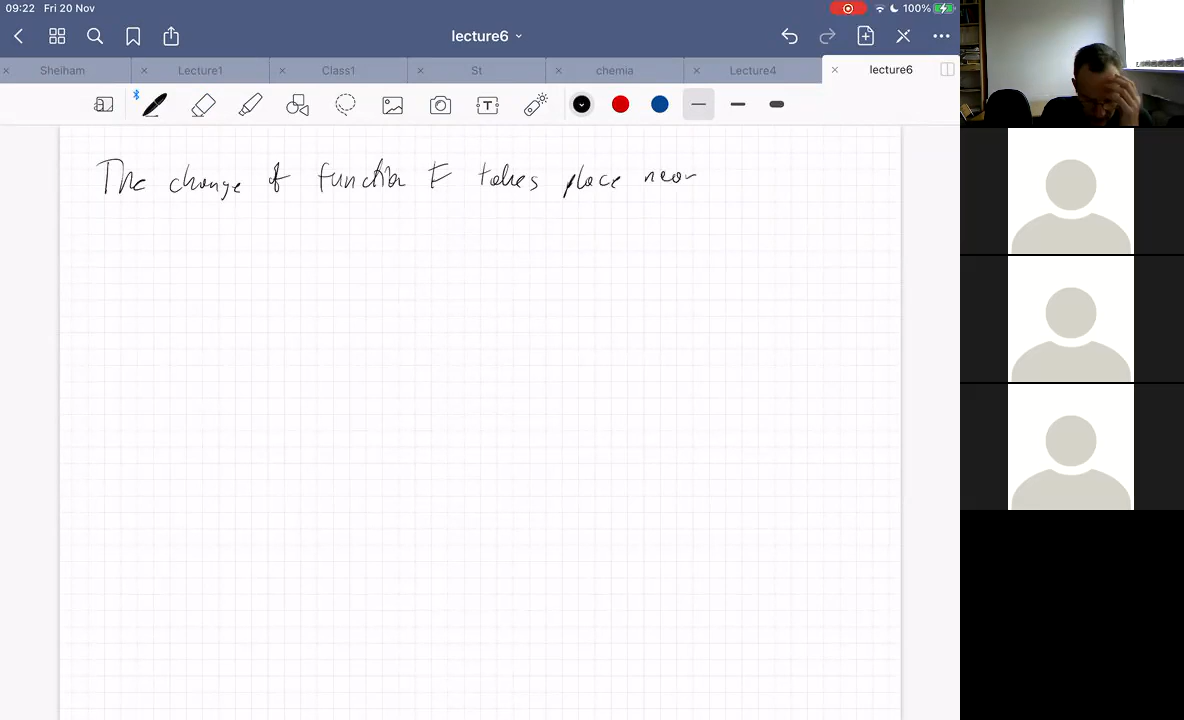 09:22 Fri 20 Nov
100%
lecture6
Sheiham
Lecture1
Class1
St
chemia
Lecture4
lecture6
T
The change of function F takes place near